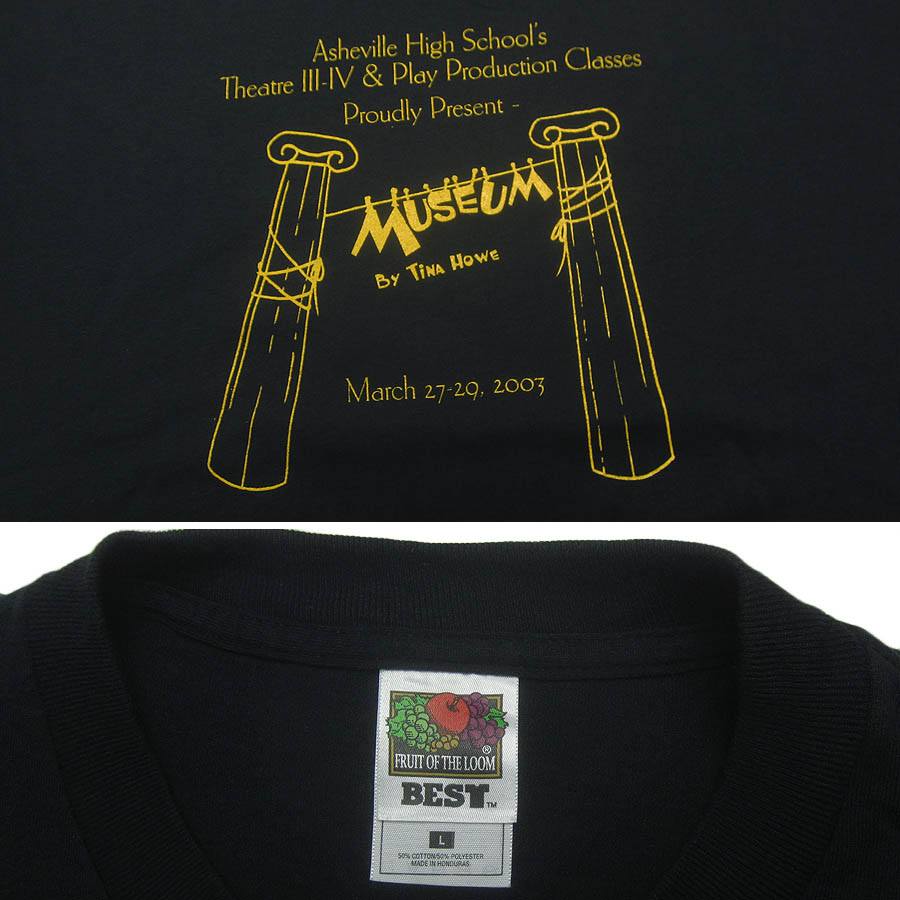 Asheville High School's
Theatre III-IV & Play Production Classes
Proudly Present -
MUSEUM
By Tina Howe
March 27-29, 2003
®
FRUIT OF THE LOOM
BEST™
L
50% COTTON/50% POLYESTER
MADE IN HONDURAS